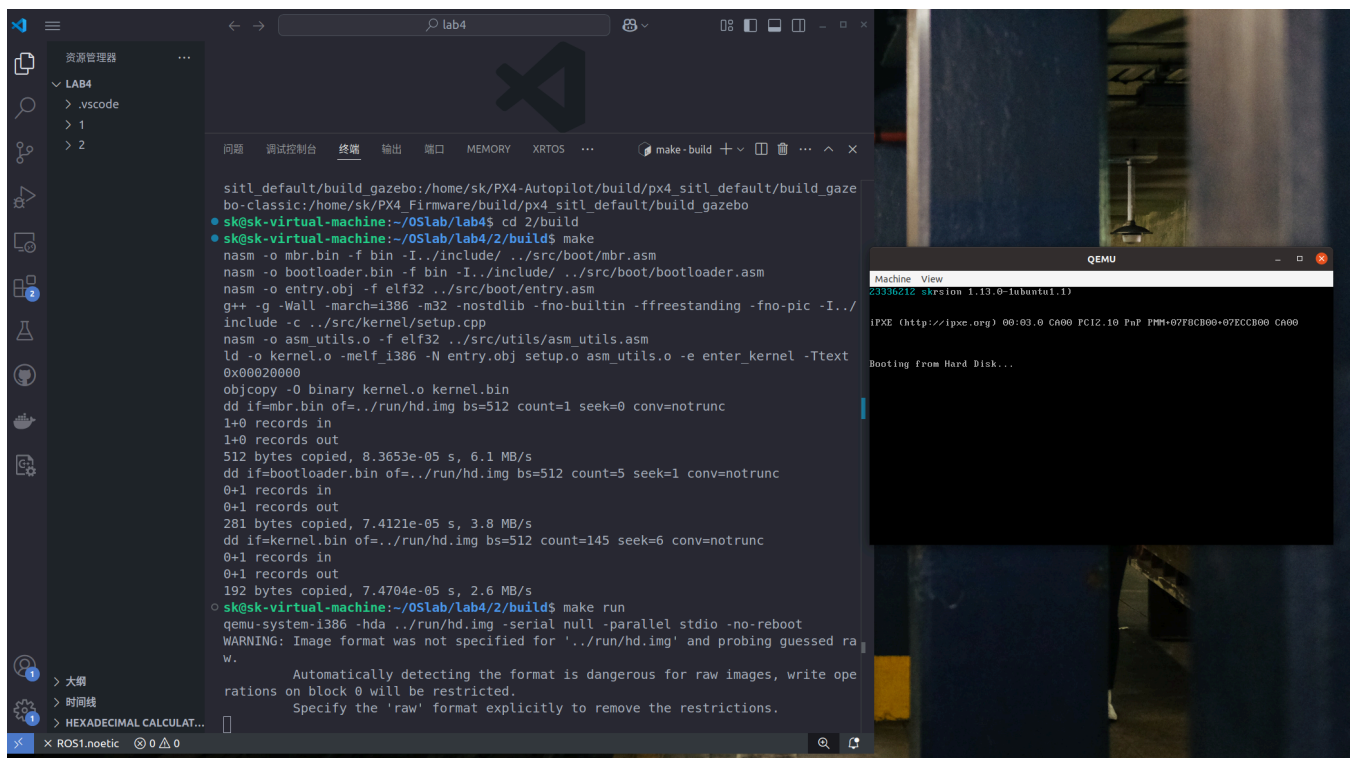 lab4
资源管理器
LAB4
.vscode
1
2
问题 调试控制台 终端 输出 端口 MEMORY XRTOS make - build
sitl_default/build_gazebo:/home/sk/PX4-Autopilot/build/px4_sitl_default/build_gaze
bo-classic:/home/sk/PX4_Firmware/build/px4_sitl_default/build_gazebo
sk@sk-virtual-machine:~/OSlab/lab4$ cd 2/build
sk@sk-virtual-machine:~/OSlab/lab4/2/build$ make
nasm -o mbr.bin -f bin -I../include/ ../src/boot/mbr.asm
nasm -o bootloader.bin -f bin -I../include/ ../src/boot/bootloader.asm
nasm -o entry.obj -f elf32 ../src/boot/entry.asm
g++ -g -Wall -march=i386 -m32 -nostdlib -fno-builtin -ffreestanding -fno-pic -I../
include -c ../src/kernel/setup.cpp
nasm -o asm_utils.o -f elf32 ../src/utils/asm_utils.asm
ld -o kernel.o -melf_i386 -N entry.obj setup.o asm_utils.o -e enter_kernel -Ttext
0x00020000
objcopy -O binary kernel.o kernel.bin
dd if=mbr.bin of=../run/hd.img bs=512 count=1 seek=0 conv=notrunc
1+0 records in
1+0 records out
512 bytes copied, 8.3653e-05 s, 6.1 MB/s
dd if=bootloader.bin of=../run/hd.img bs=512 count=5 seek=1 conv=notrunc
0+1 records in
0+1 records out
281 bytes copied, 7.4121e-05 s, 3.8 MB/s
dd if=kernel.bin of=../run/hd.img bs=512 count=145 seek=6 conv=notrunc
0+1 records in
0+1 records out
192 bytes copied, 7.4704e-05 s, 2.6 MB/s
sk@sk-virtual-machine:~/OSlab/lab4/2/build$ make run
qemu-system-i386 -hda ../run/hd.img -serial null -parallel stdio -no-reboot
WARNING: Image format was not specified for '../run/hd.img' and probing guessed ra
w.
Automatically detecting the format is dangerous for raw images, write ope
rations on block 0 will be restricted.
Specify the 'raw' format explicitly to remove the restrictions.
2
1
1
大纲
时间线
HEXADECIMAL CALCULAT...
ROS1.noetic 0 0
QEMU
Machine View
23336212 skrsion 1.13.0-1ubuntu1.1)
iPXE (http://ipxe.org) 00:03.0 CA00 PCI2.10 PnP PMM+07F8CB00+07ECCB00 CA00
Booting from Hard Disk...